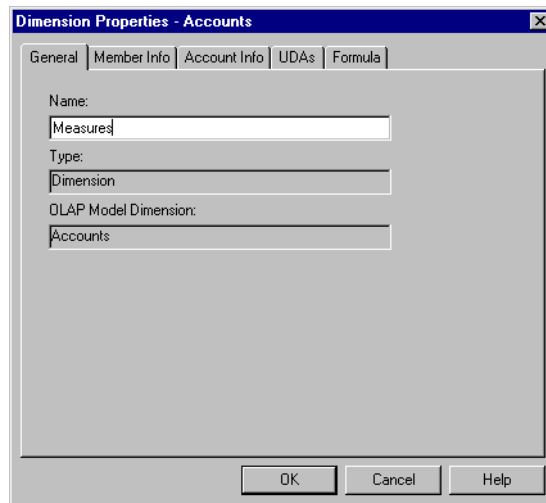 Dimension Properties - Accounts
General Member Info Account Info UDAs Formula
Name:
Measures
Type:
Dimension
OLAP Model Dimension:
Accounts
OK Cancel Help